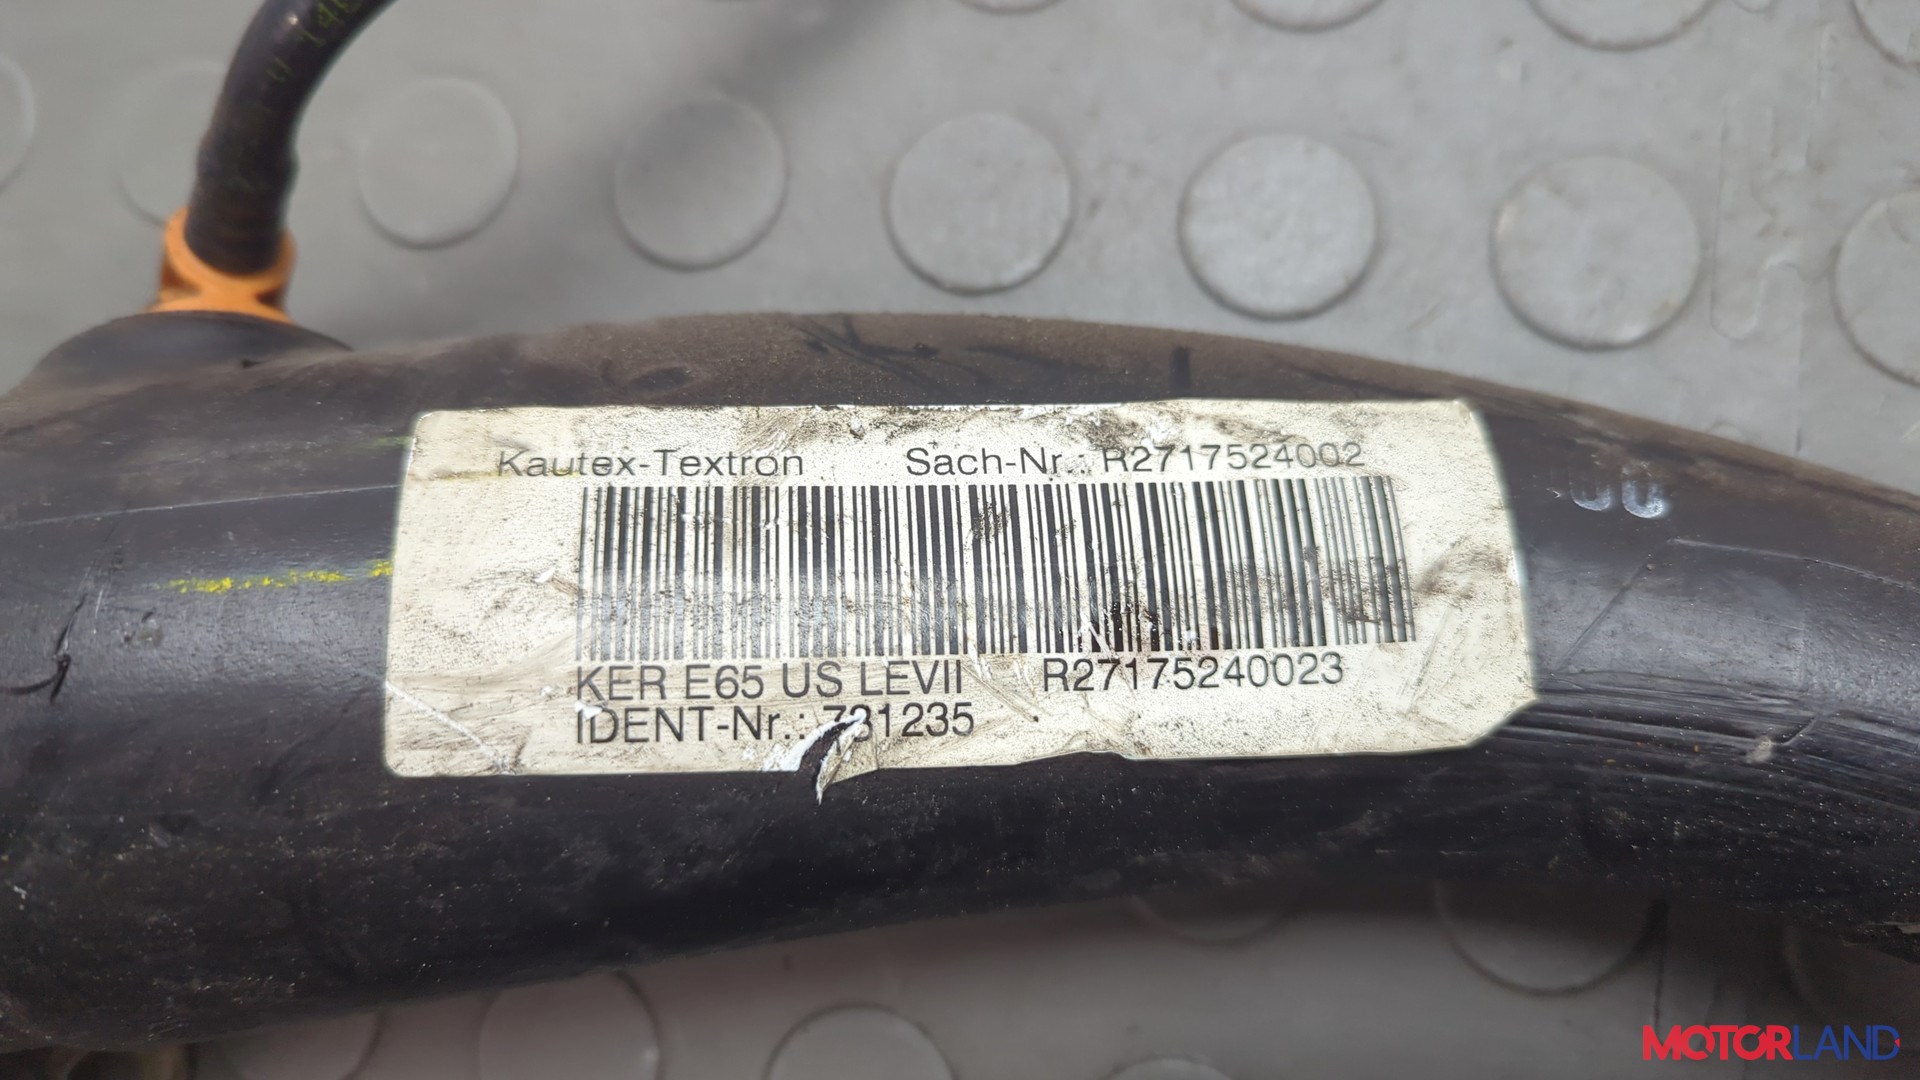 Kautex-Textron Sach-Nr.: R2717524002
KER E65 US LEVII R27175240023
IDENT-Nr.: 731235
MOTORLAND